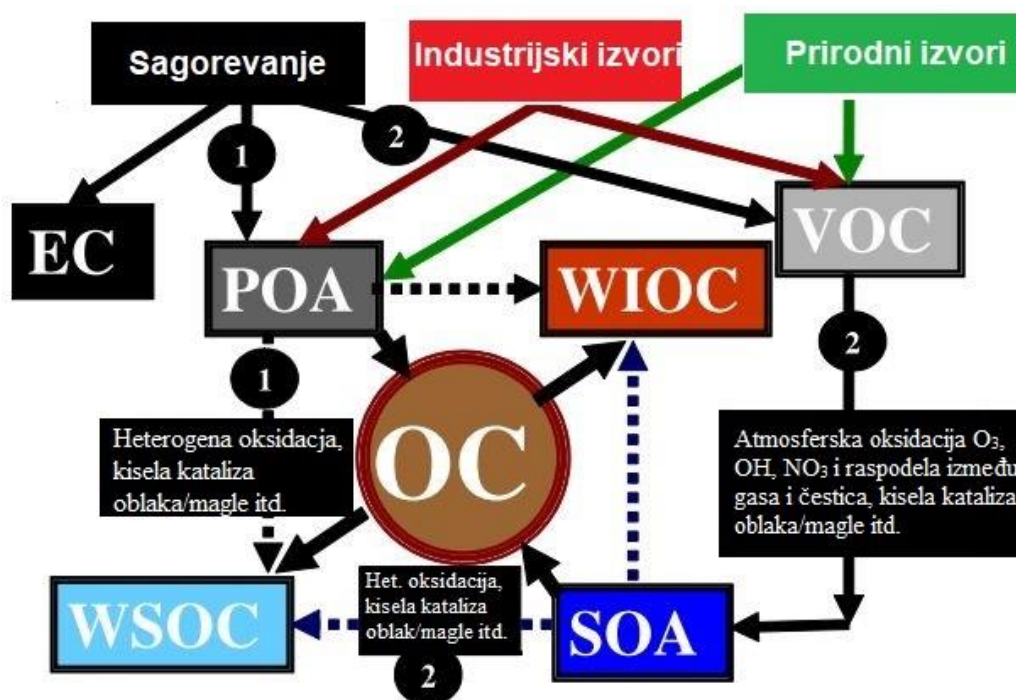 Sagorevanje
Industrijski izvori
Prirodni izvori
1
2
EC
POA
WIOC
VOC
1
2
Heterogena oksidacja,
kisela kataliza
oblaka/magle itd.
OC
Atmosferska oksidacija O₃,
OH, NO₃ i raspodela između
gasa i čestica, kisela kataliza
oblaka/magle itd.
WSOC
Het. oksidacija,
kisela kataliza
oblak/magle itd.
2
SOA